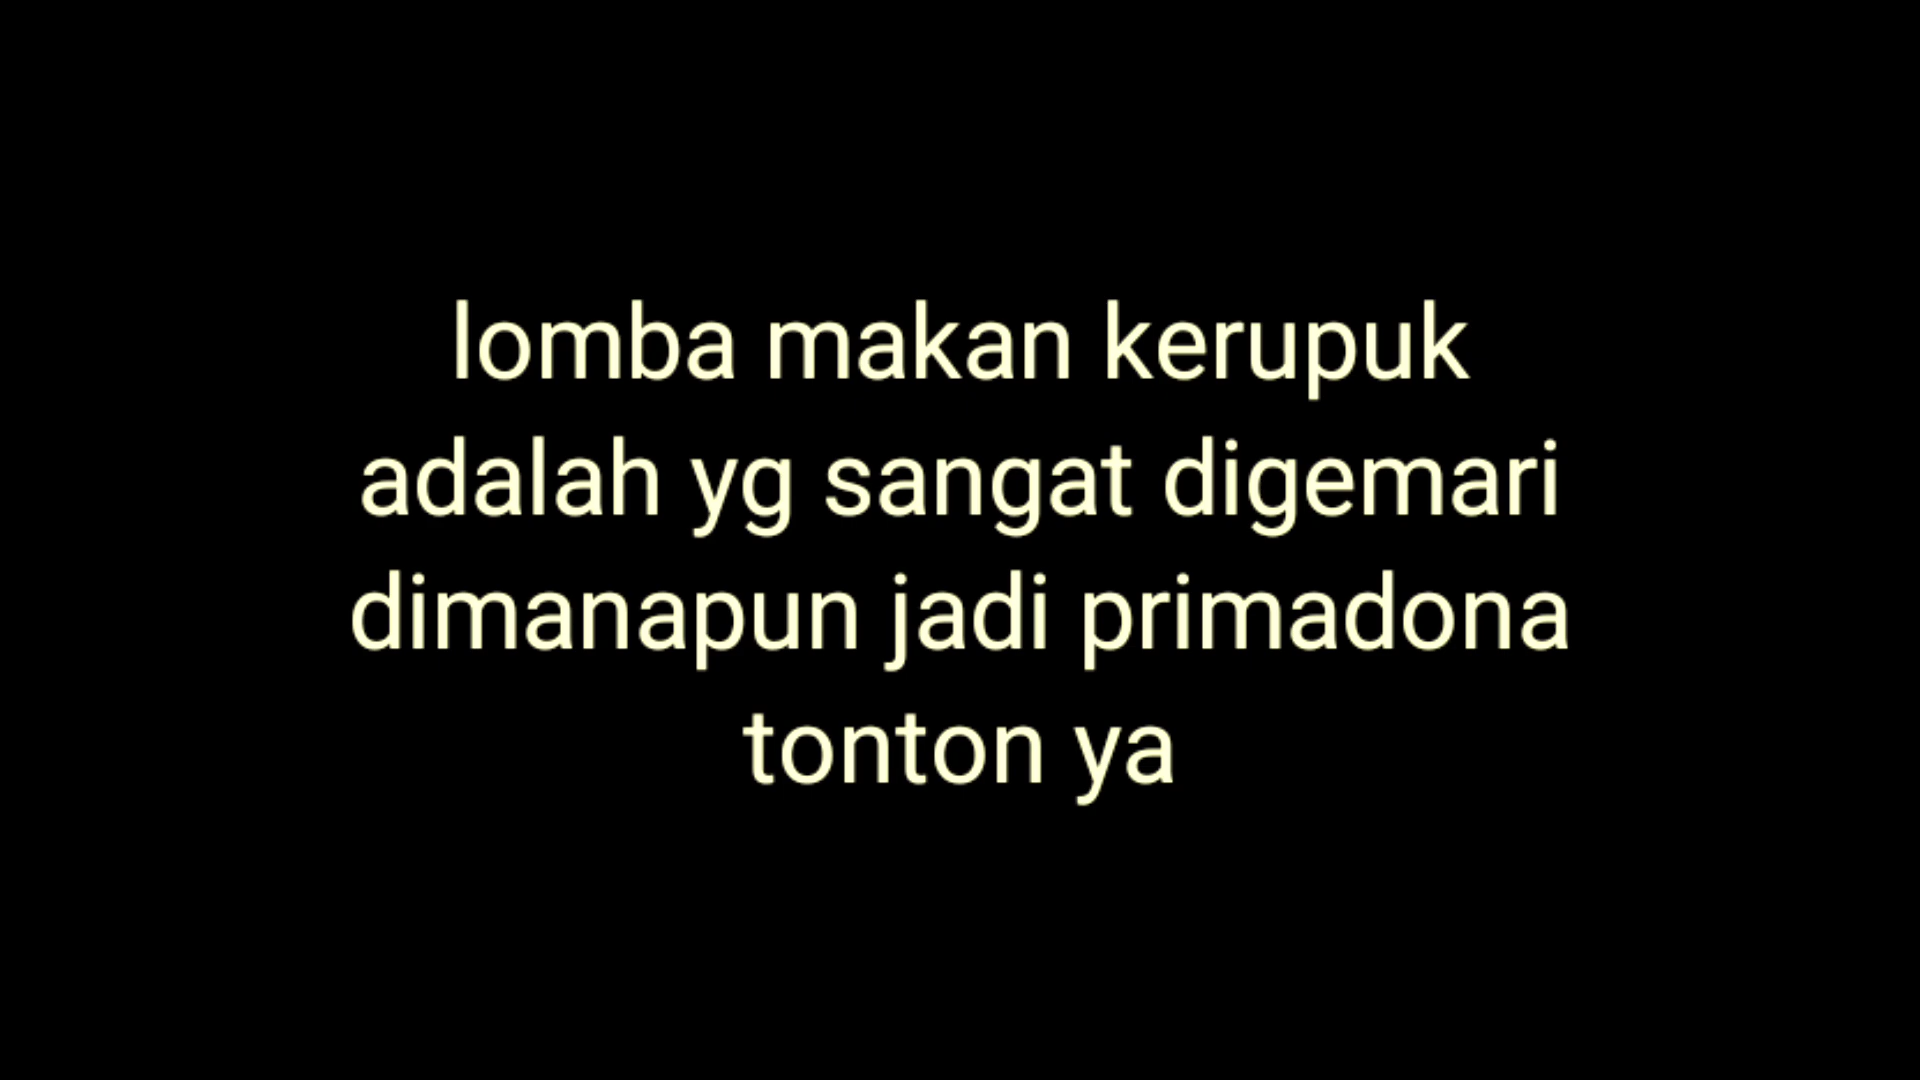 lomba makan kerupuk
adalah yg sangat digemari
dimanapun jadi primadona
tonton ya